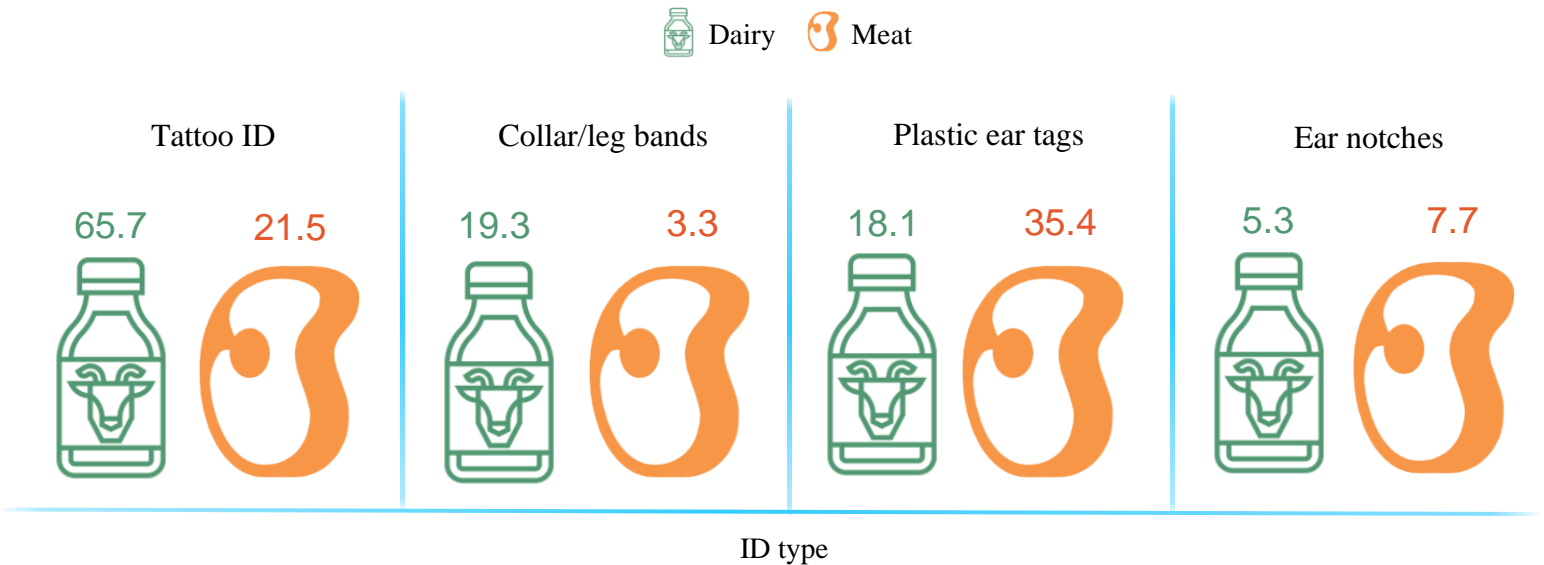 Dairy Meat
Tattoo ID
65.7 21.5
Collar/leg bands
19.3 3.3
Plastic ear tags
18.1 35.4
Ear notches
5.3 7.7
ID type